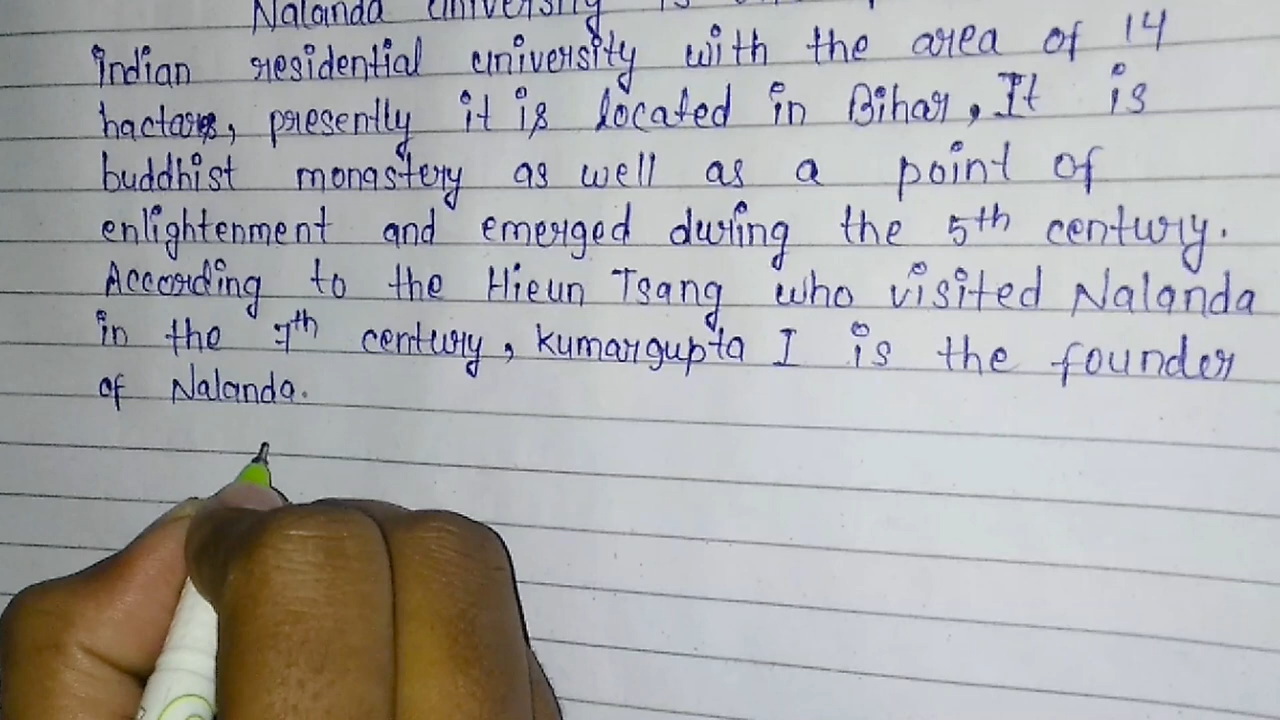 Nalanda University is
indian residential university with the area of 14
hactares, presently it is located in Bihar, It is
buddhist monastery as well as a point of
enlightenment and emerged during the 5th century.
According to the Hieun Tsang who visited Nalanda
in the 7th century, Kumargupta I is the founder
of Nalanda.